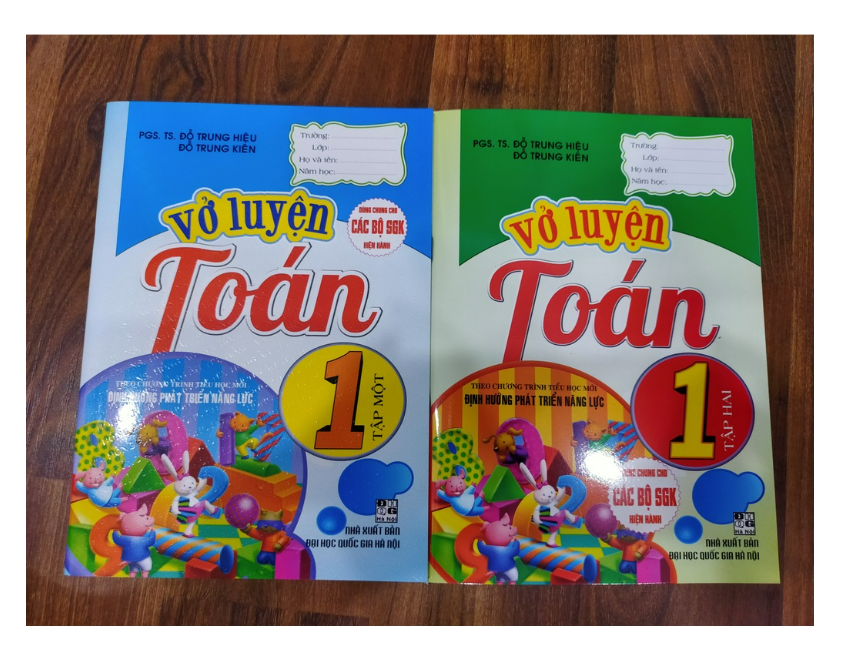 PGS. TS. ĐỖ TRUNG HIẾU
ĐỖ TRUNG KIÊN
Trường:
Lớp:
Họ và tên:
Năm học:
Vở luyện
DÙNG CHUNG CHO
CÁC BỘ SGK
HIỆN HÀNH
Toán
1
TẬP MỘT
THEO CHƯƠNG TRÌNH TIỂU HỌC MỚI
ĐỊNH HƯỚNG PHÁT TRIỂN NĂNG LỰC
Hà Nội
NHÀ XUẤT BẢN
ĐẠI HỌC QUỐC GIA HÀ NỘI
PGS. TS. ĐỖ TRUNG HIỆU
ĐỖ TRUNG KIÊN
Trường:
Lớp:
Họ và tên:
Năm học:
Vở luyện
Toán
1
TẬP HAI
THEO CHƯƠNG TRÌNH TIỂU HỌC MỚI
ĐỊNH HƯỚNG PHÁT TRIỂN NĂNG LỰC
DÙNG CHUNG CHO
CÁC BỘ SGK
HIỆN HÀNH
Hà Nội
NHÀ XUẤT BẢN
ĐẠI HỌC QUỐC GIA HÀ NỘI